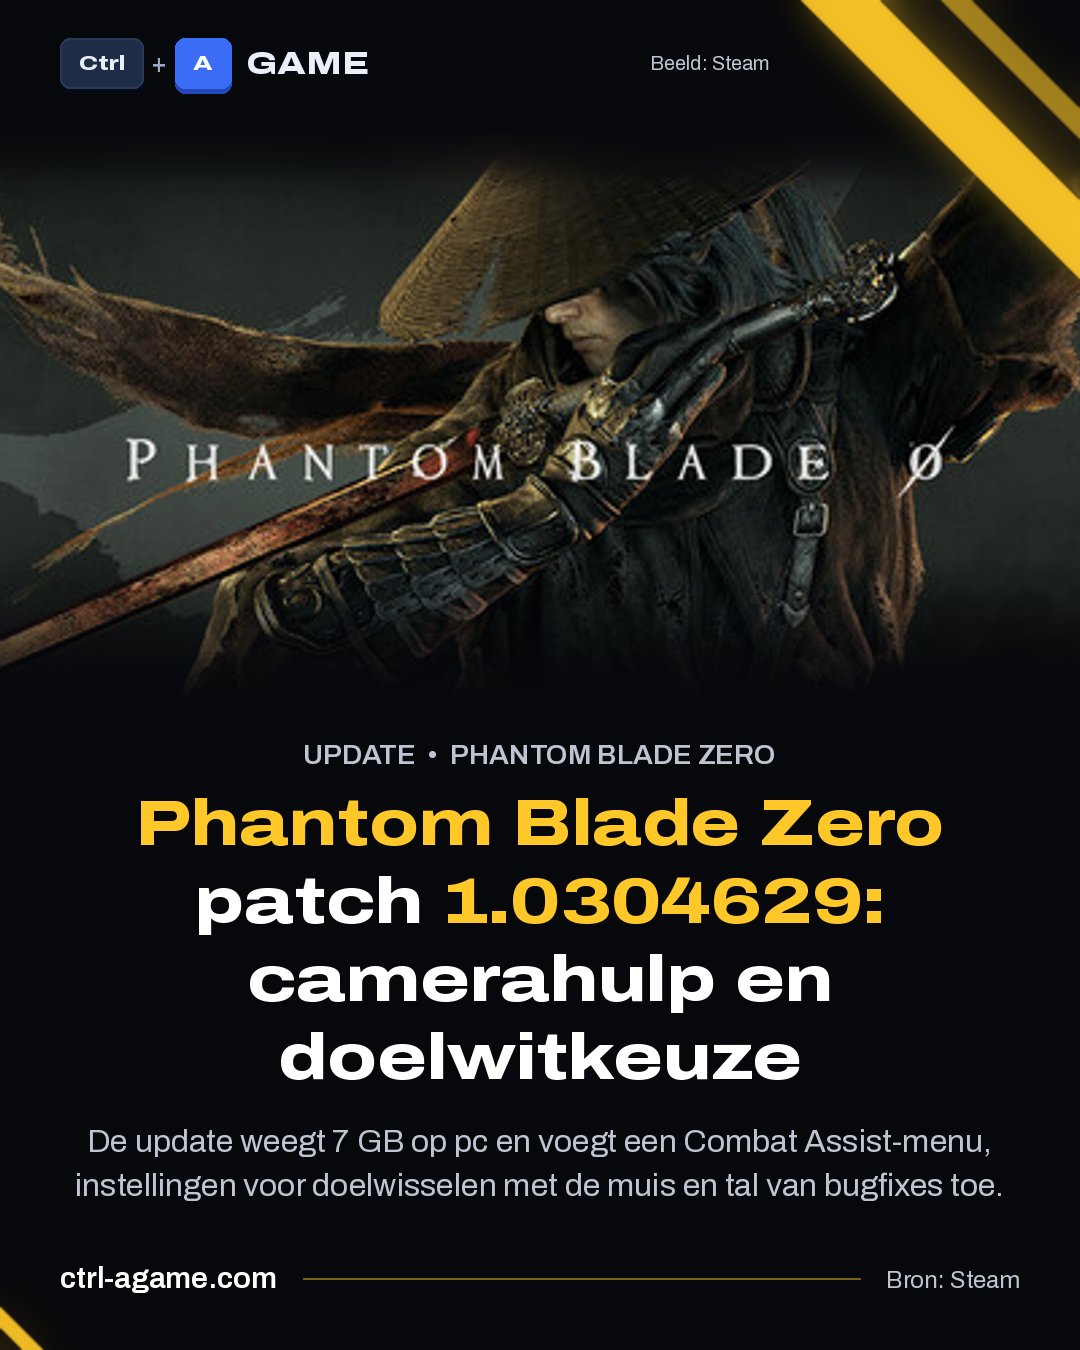 Ctrl + A GAME
Beeld: Steam
PHANTOM BLADE 0
UPDATE • PHANTOM BLADE ZERO
Phantom Blade Zero
patch 1.0304629:
camerahulp en
doelwitkeuze
De update weegt 7 GB op pc en voegt een Combat Assist-menu,
instellingen voor doelwisselen met de muis en tal van bugfixes toe.
ctrl-agame.com
Bron: Steam